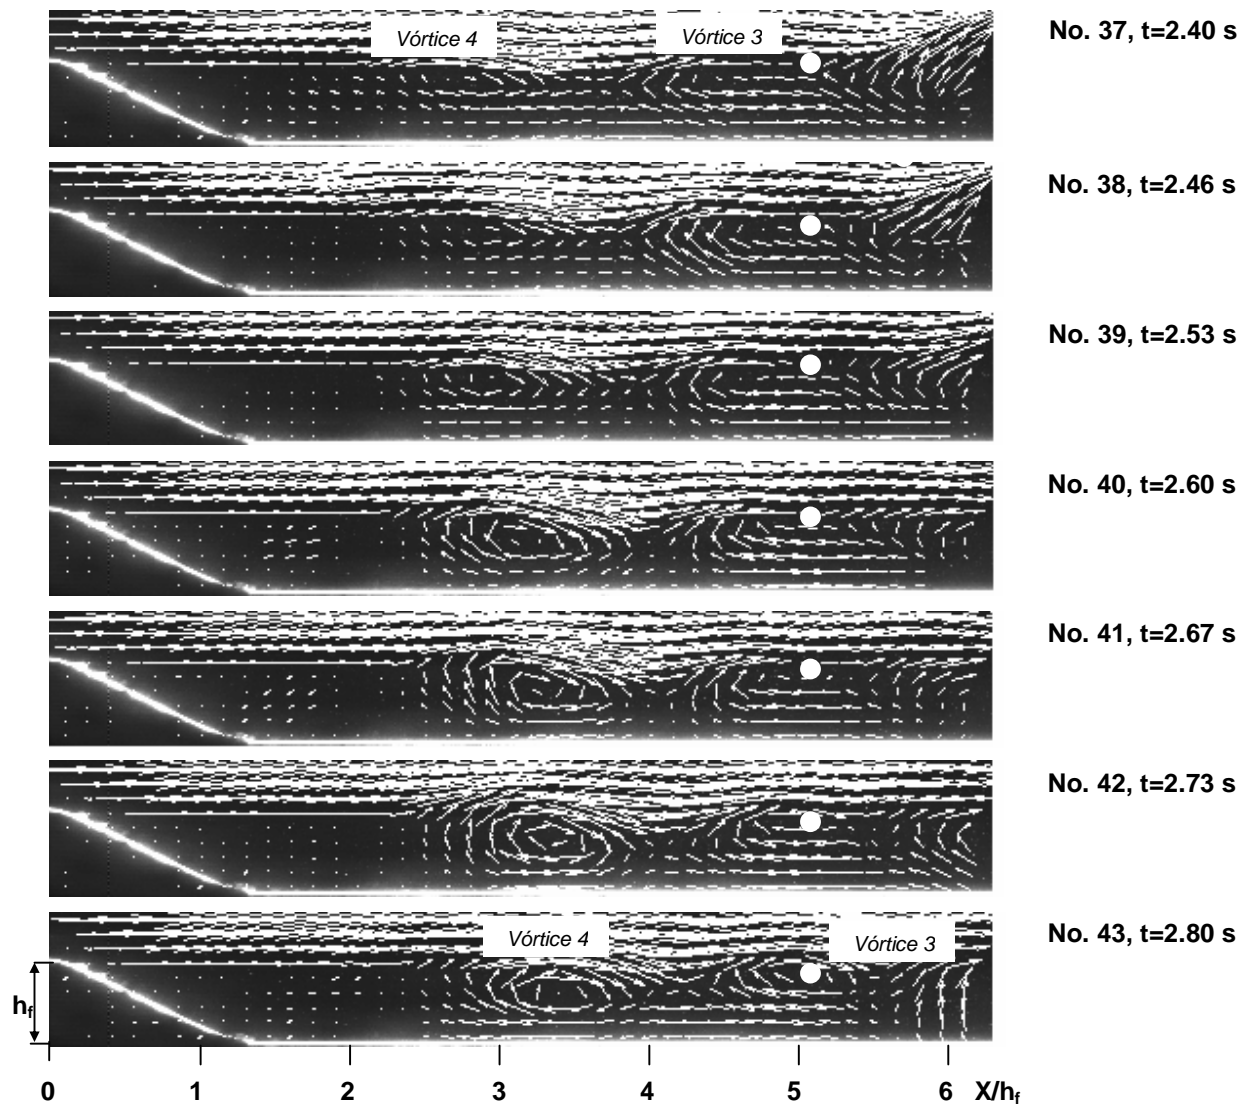 Vórtice 4 Vórtice 3 No. 37, t=2.40 s
No. 38, t=2.46 s
No. 39, t=2.53 s
No. 40, t=2.60 s
No. 41, t=2.67 s
No. 42, t=2.73 s
Vórtice 4 Vórtice 3 No. 43, t=2.80 s
hf
0 1 2 3 4 5 6 X/hf